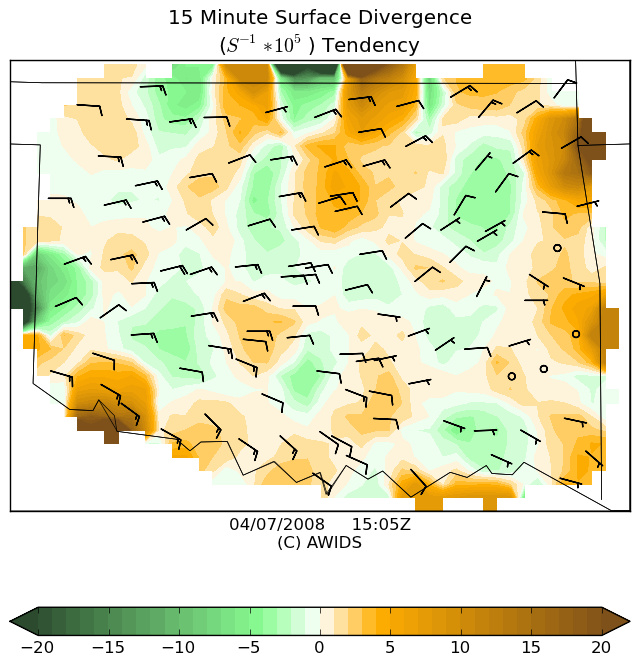 15 Minute Surface Divergence
(S⁻¹ * 10⁵ ) Tendency
04/07/2008 15:05Z
(C) AWIDS
−20 −15 −10 −5 0 5 10 15 20